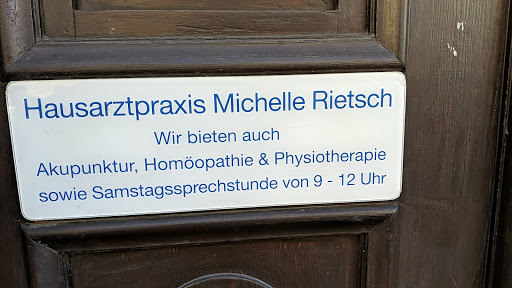 Hausarztpraxis Michelle Rietsch
Wir bieten auch
Akupunktur, Homöopathie & Physiotherapie
sowie Samstagssprechstunde von 9 - 12 Uhr